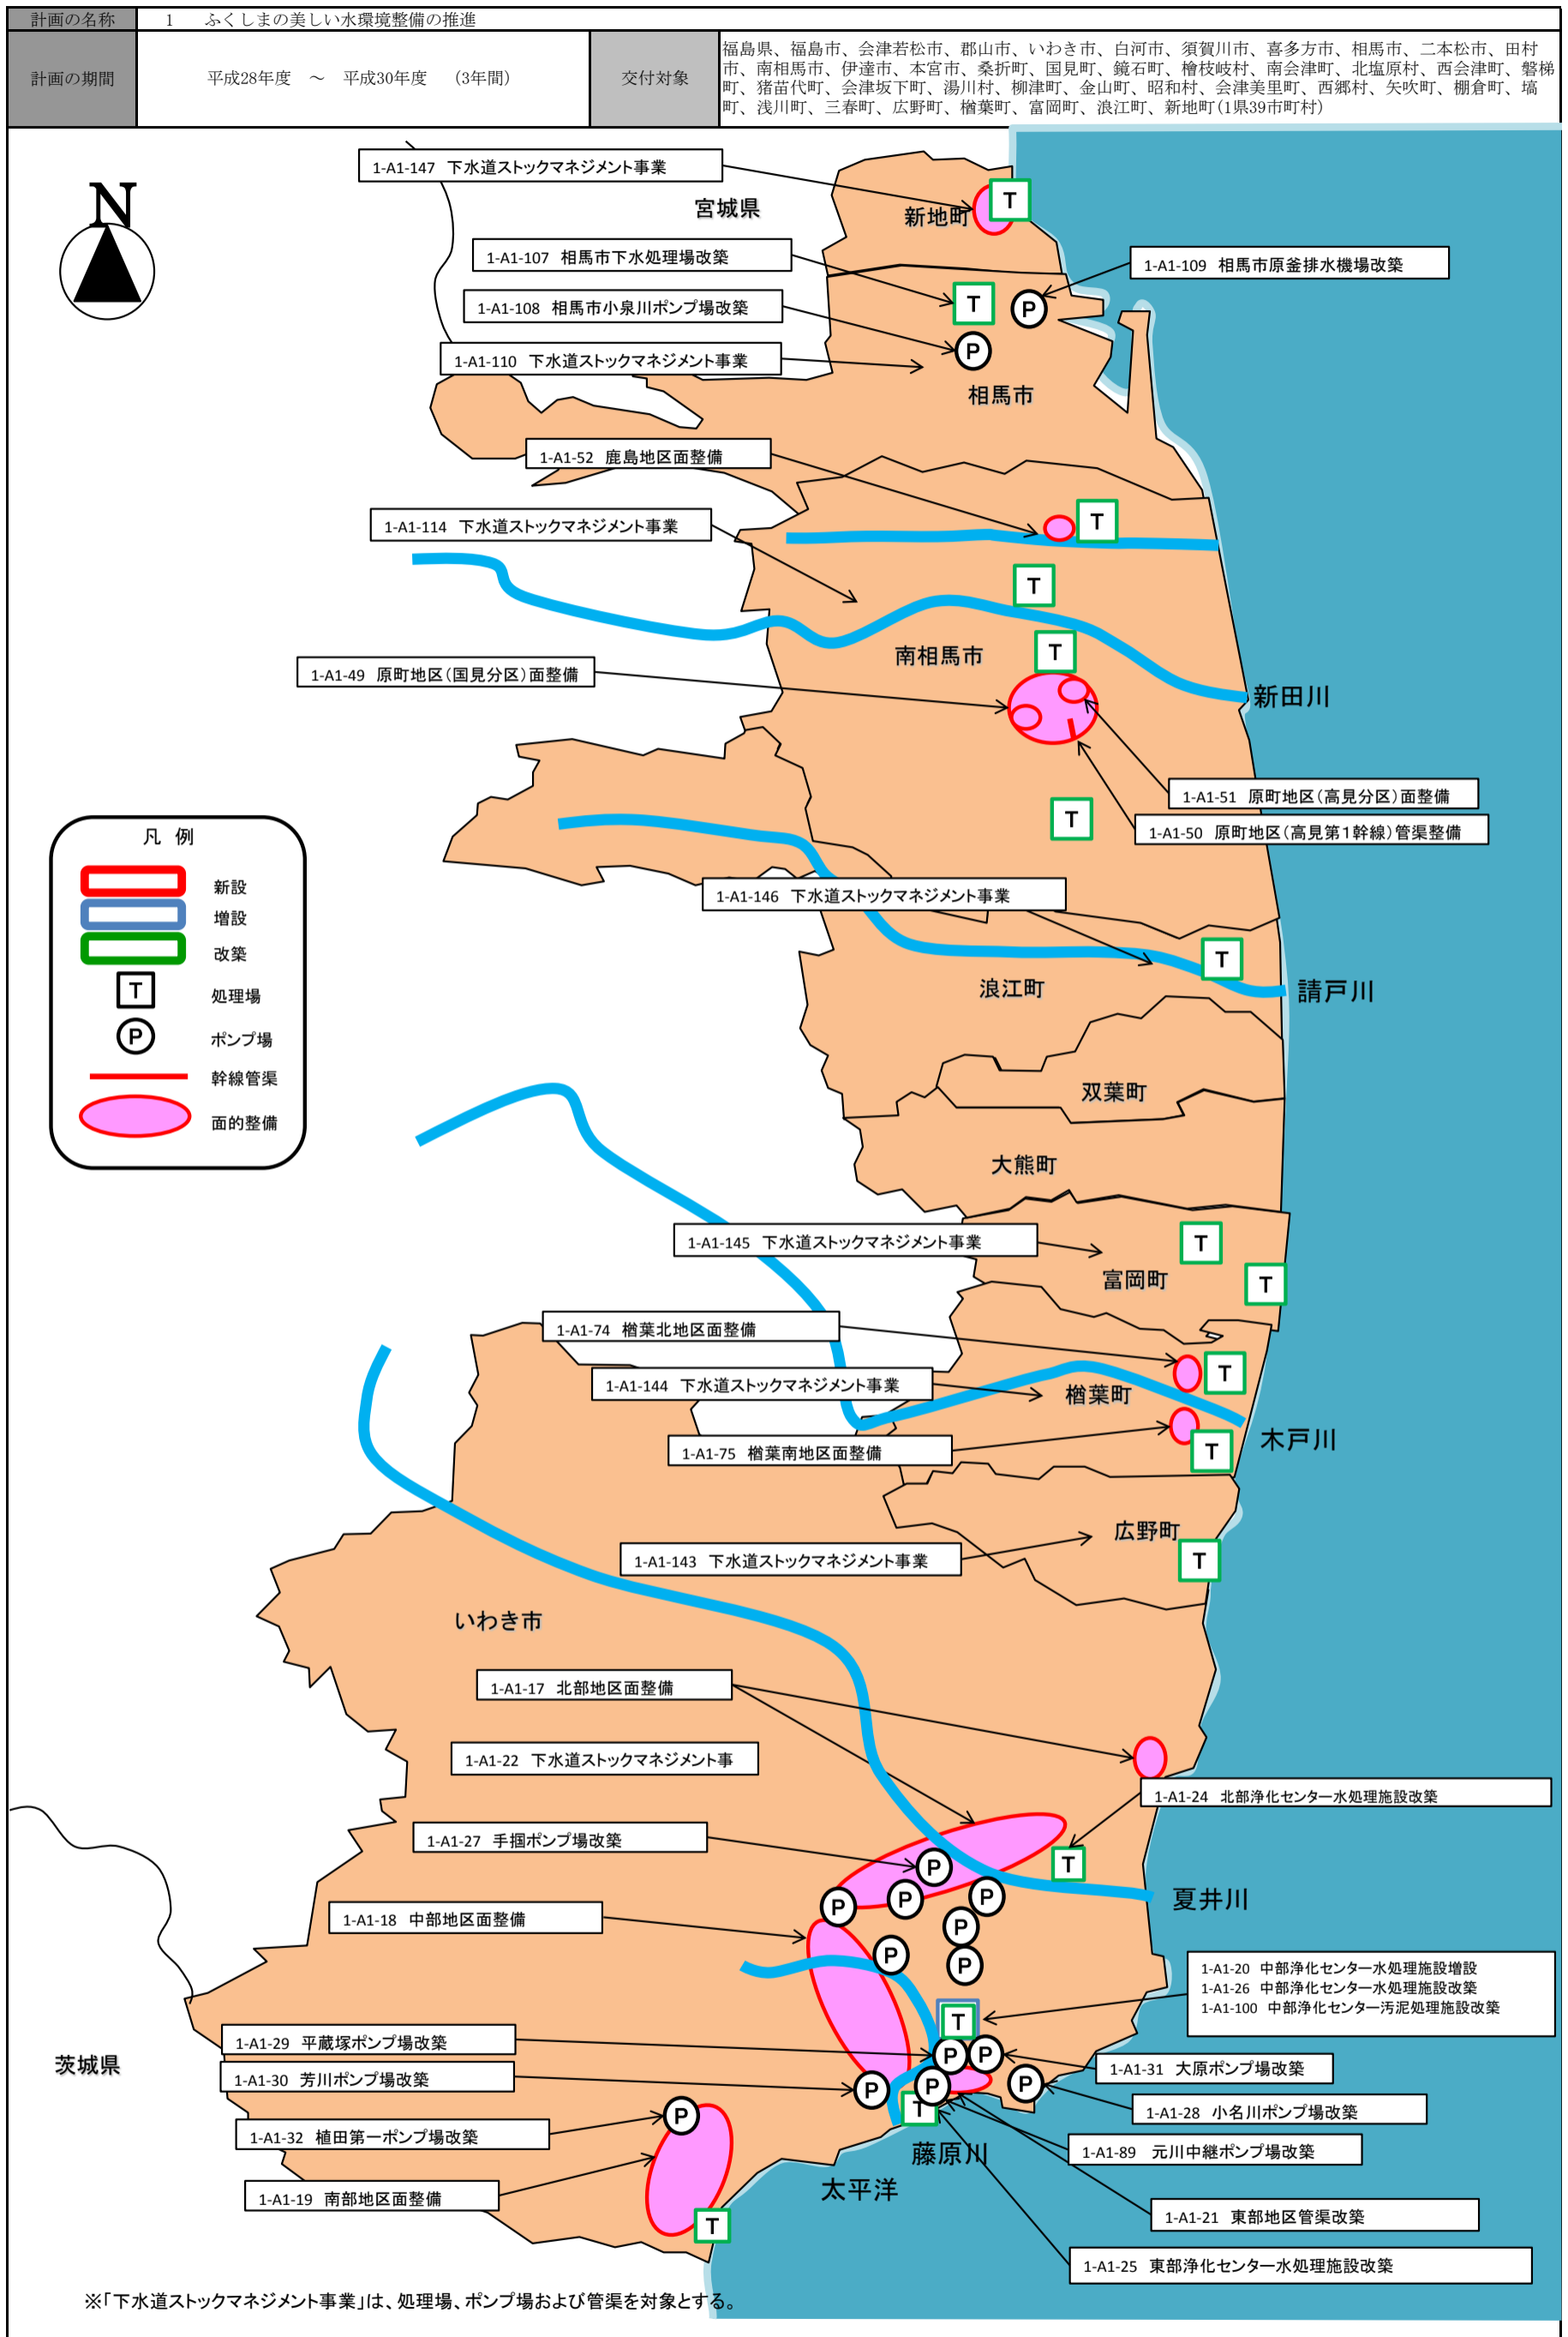 計画の名称
1 ふくしまの美しい水環境整備の推進
計画の期間
平成28年度 ～ 平成30年度 （3年間）
交付対象
福島県、福島市、会津若松市、郡山市、いわき市、白河市、須賀川市、喜多方市、相馬市、二本松市、田村
市、南相馬市、伊達市、本宮市、桑折町、国見町、鏡石町、檜枝岐村、南会津町、北塩原村、西会津町、磐梯
町、猪苗代町、会津坂下町、湯川村、柳津町、金山町、昭和村、会津美里町、西郷村、矢吹町、棚倉町、塙
町、浅川町、三春町、広野町、楢葉町、富岡町、浪江町、新地町(1県39市町村)
N
1-A1-147 下水道ストックマネジメント事業
宮城県
新地町
T
1-A1-107 相馬市下水処理場改築
1-A1-109 相馬市原釜排水機場改築
1-A1-108 相馬市小泉川ポンプ場改築
T
P
P
1-A1-110 下水道ストックマネジメント事業
相馬市
1-A1-52 鹿島地区面整備
1-A1-114 下水道ストックマネジメント事業
T
T
南相馬市
T
1-A1-49 原町地区(国見分区)面整備
新田川
1-A1-51 原町地区(高見分区)面整備
1-A1-50 原町地区(高見第1幹線)管渠整備
T
凡 例
新設
増設
改築
T
処理場
P
ポンプ場
幹線管渠
面的整備
1-A1-146 下水道ストックマネジメント事業
T
浪江町
請戸川
双葉町
大熊町
1-A1-145 下水道ストックマネジメント事業
T
富岡町
T
1-A1-74 楢葉北地区面整備
T
1-A1-144 下水道ストックマネジメント事業
楢葉町
1-A1-75 楢葉南地区面整備
T
木戸川
広野町
1-A1-143 下水道ストックマネジメント事業
T
いわき市
1-A1-17 北部地区面整備
1-A1-22 下水道ストックマネジメント事
1-A1-24 北部浄化センター水処理施設改築
1-A1-27 手掴ポンプ場改築
T
P
P
P
P
夏井川
1-A1-18 中部地区面整備
P
P
P
1-A1-20 中部浄化センター水処理施設増設
1-A1-26 中部浄化センター水処理施設改築
1-A1-100 中部浄化センター汚泥処理施設改築
T
1-A1-29 平蔵塚ポンプ場改築
P
P
茨城県
1-A1-31 大原ポンプ場改築
1-A1-30 芳川ポンプ場改築
P
P
P
T
1-A1-28 小名川ポンプ場改築
P
1-A1-32 植田第一ポンプ場改築
藤原川
1-A1-89 元川中継ポンプ場改築
太平洋
1-A1-19 南部地区面整備
1-A1-21 東部地区管渠改築
T
1-A1-25 東部浄化センター水処理施設改築
※「下水道ストックマネジメント事業」は、処理場、ポンプ場および管渠を対象とする。